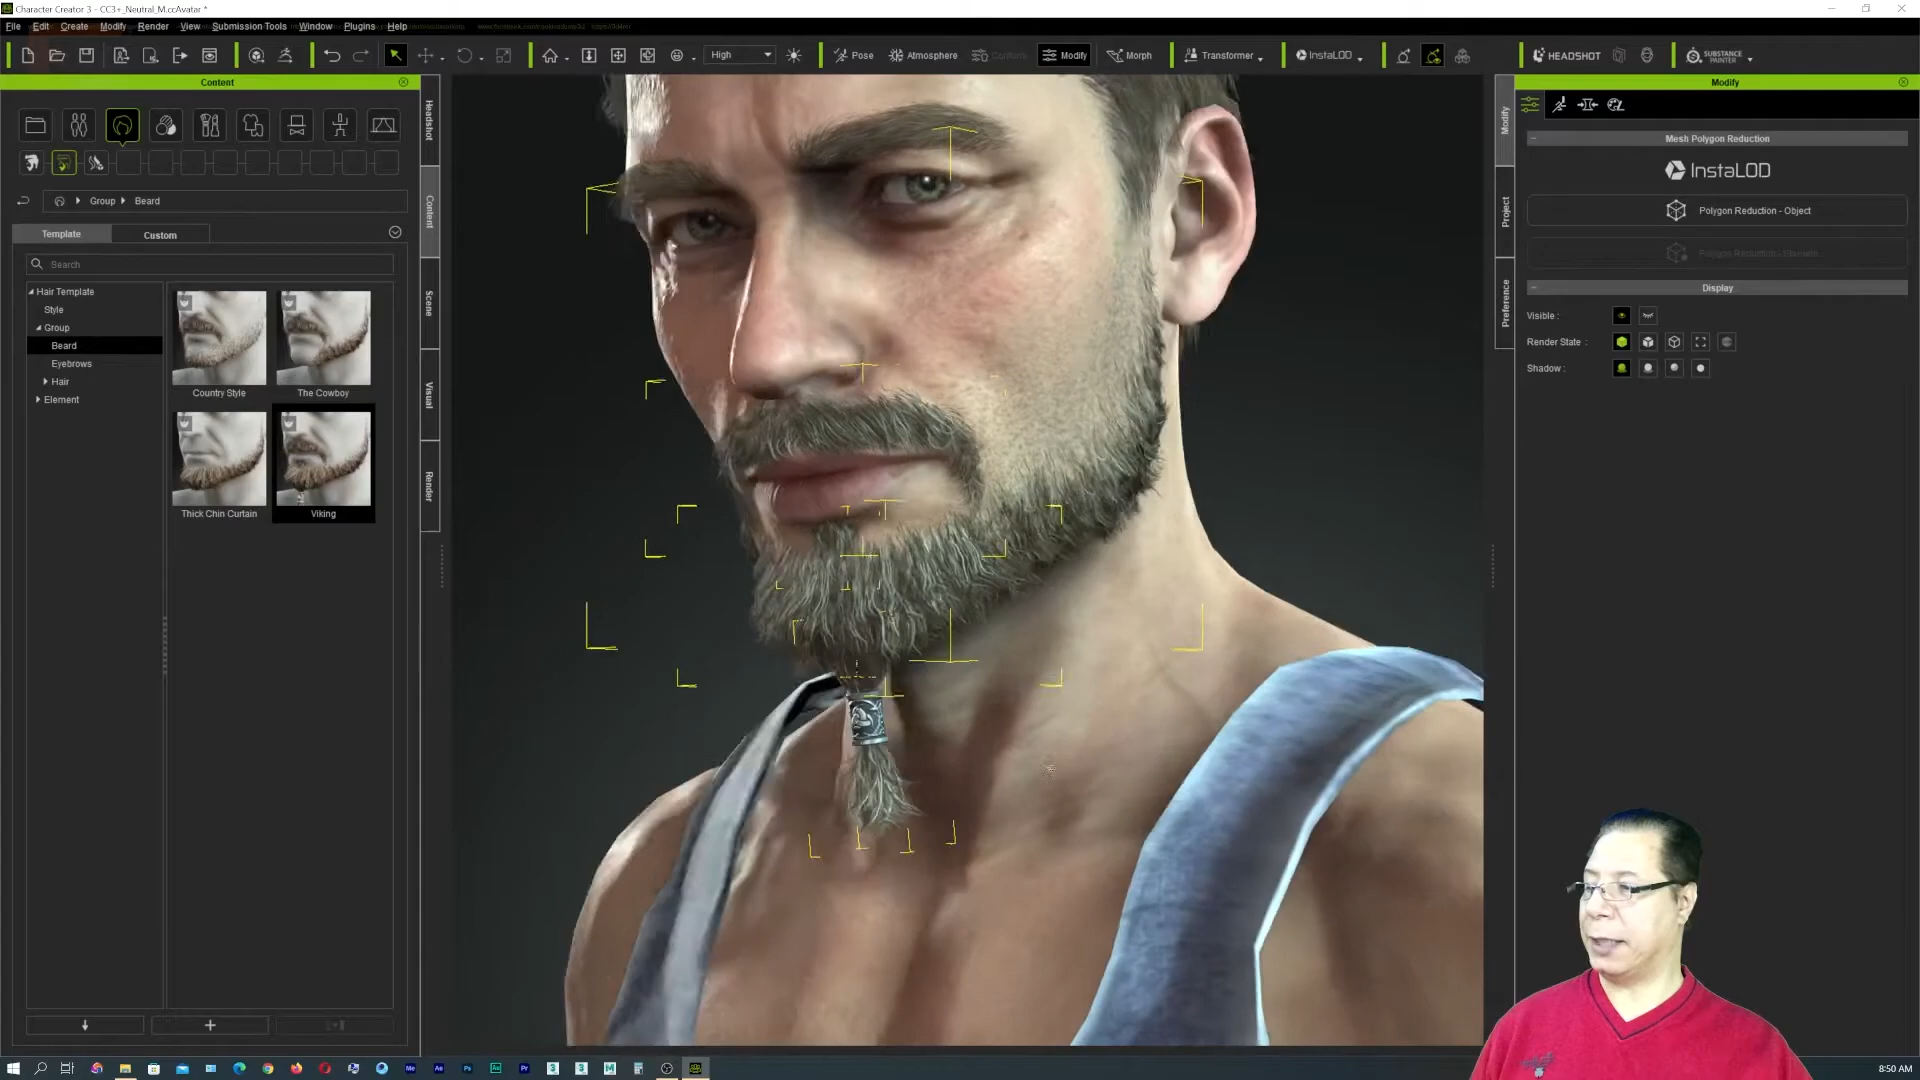 Character Creator 3 - CC3+_Neutral_M.ccAvatar *
File Edit Create Modify Render View Submission Tools Window Plugins Help
High Pose Atmosphere Conform Modify Morph Transformer InstaLOD HEADSHOT SUBSTANCE PAINTER
Content
Group Beard
Template Custom
Search
Hair Template
Style
Group
Beard
Eyebrows
Hair
Element
Country Style The Cowboy
Thick Chin Curtain Viking
Headshot
Content
Scene
Visual
Render
Modify
Project
Preference
Modify
Mesh Polygon Reduction
InstaLOD
Polygon Reduction - Object
Display
Visible :
Render State :
Shadow :
8:50 AM